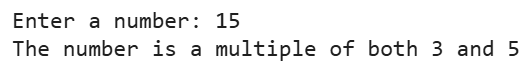 Enter a number: 15
The number is a multiple of both 3 and 5